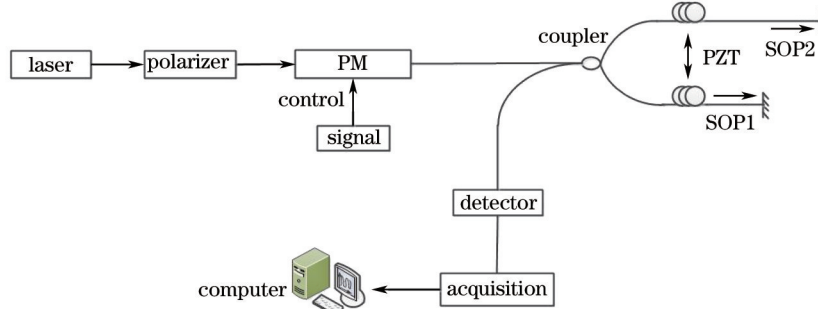 coupler
SOP2
laser
polarizer
PM
PZT
control
SOP1
signal
detector
computer
acquisition